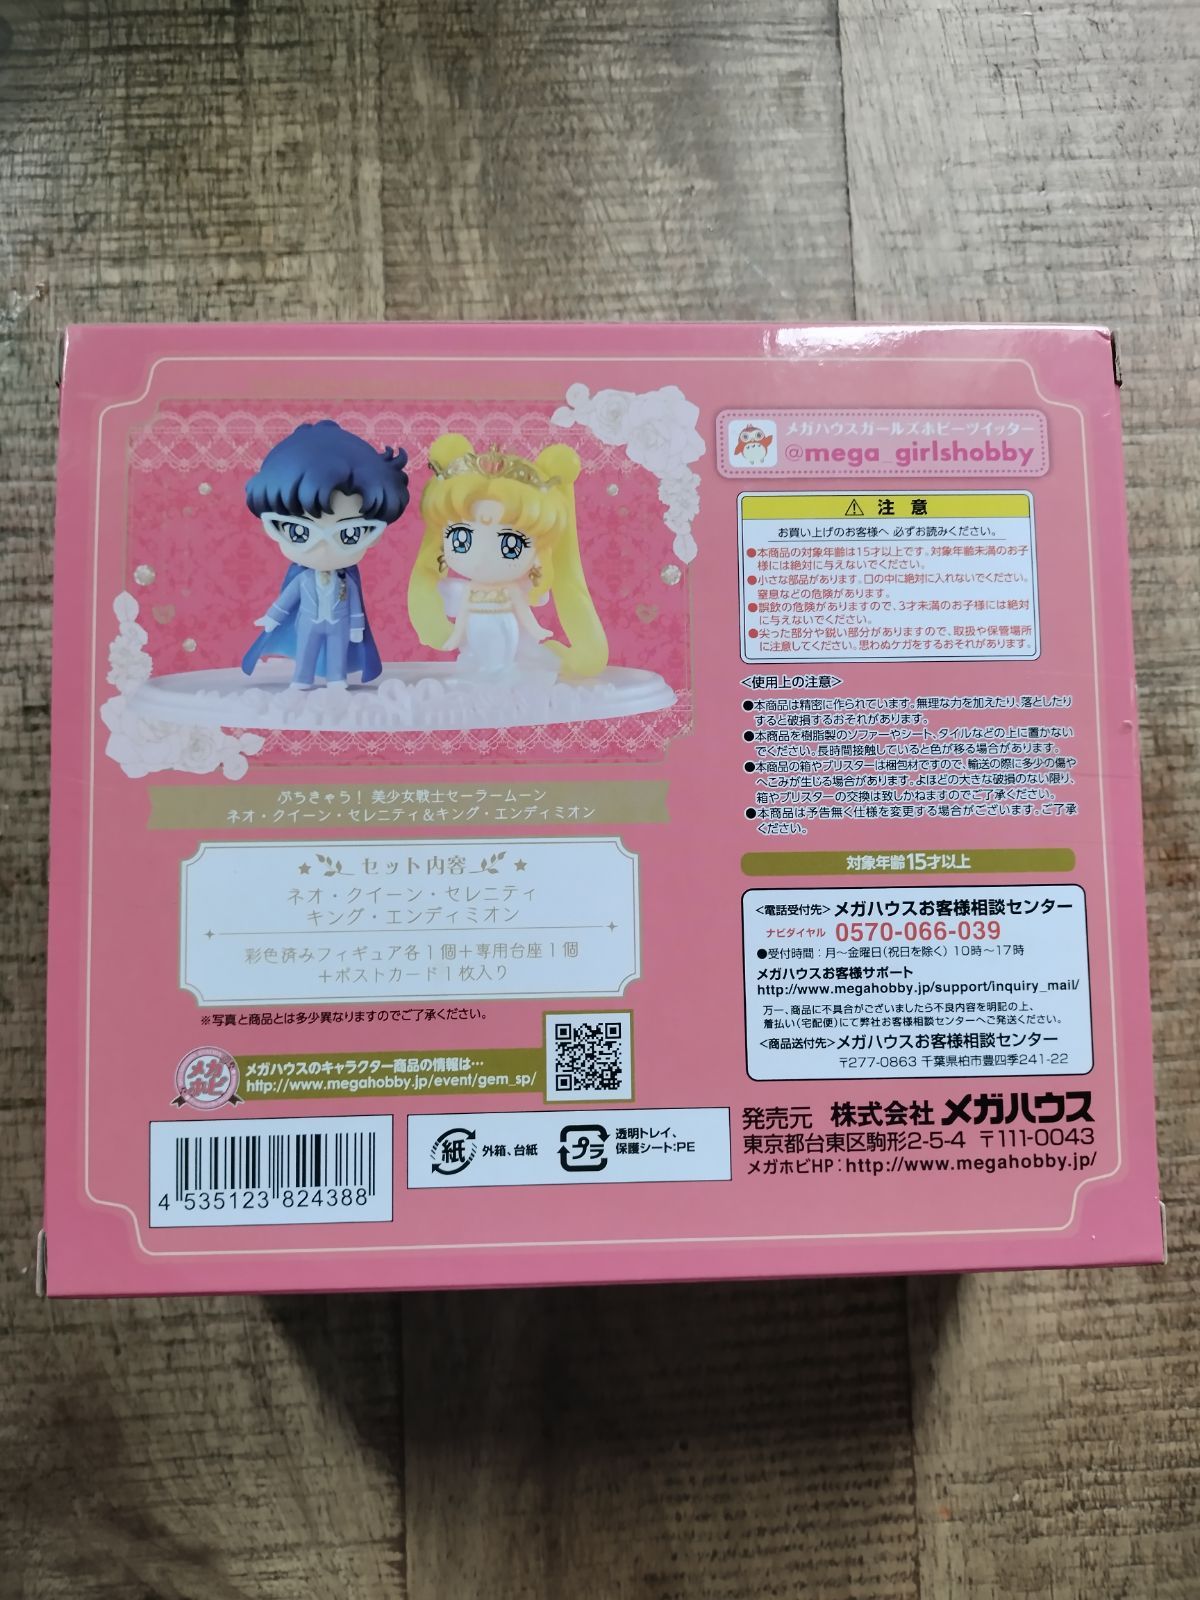 ぷちきゃら！美少女戦士セーラームーン
ネオ・クイーン・セレニティ＆キング・エンディミオン
セット内容
ネオ・クイーン・セレニティ
キング・エンディミオン
彩色済みフィギュア各1個＋専用台座1個
＋ポストカード1枚入り
※写真と商品とは多少異なりますのでご了承ください。
メガホビ
メガハウスのキャラクター商品の情報は…
http://www.megahobby.jp/event/gem_sp/
4 535123 824388
紙 外箱、台紙
プラ 透明トレイ、
保護シート:PE
メガハウスガールズホビーツイッター
@mega_girlshobby
注意
お買い上げのお客様へ 必ずお読みください。
●本商品の対象年齢は15才以上です。対象年齢未満のお子
様には絶対に与えないでください。
●小さな部品があります。口の中に絶対に入れないでください。
窒息などの危険があります。
●誤飲の危険がありますので、3才未満のお子様には絶対
に与えないでください。
●尖った部分や鋭い部分がありますので、取扱や保管場所
に注意してください。思わぬケガをするおそれがあります。
＜使用上の注意＞
●本商品は精密に作られています。無理な力を加えたり、落としたり
すると破損するおそれがあります。
●本商品を樹脂製のソファーやシート、タイルなどの上に置かない
でください。長時間接触していると色が移る場合があります。
●本商品の箱やブリスターは梱包材ですので、輸送の際に多少の傷や
へこみが生じる場合があります。よほどの大きな破損のない限り、
箱やブリスターの交換は致しかねますのでご了承ください。
●本商品は予告無く仕様を変更する場合がございます。ご了承
ください。
対象年齢15才以上
＜電話受付先＞メガハウスお客様相談センター
ナビダイヤル 0570-066-039
●受付時間：月〜金曜日(祝日を除く) 10時〜17時
メガハウスお客様サポート
http://www.megahobby.jp/support/inquiry_mail/
万一、商品に不具合がございましたら不良内容を明記の上、
着払い(宅配便)にて弊社お客様相談センターへご発送ください。
＜商品送付先＞メガハウスお客様相談センター
〒277-0863 千葉県柏市豊四季241-22
発売元 株式会社メガハウス
東京都台東区駒形2-5-4 〒111-0043
メガホビHP：http://www.megahobby.jp/